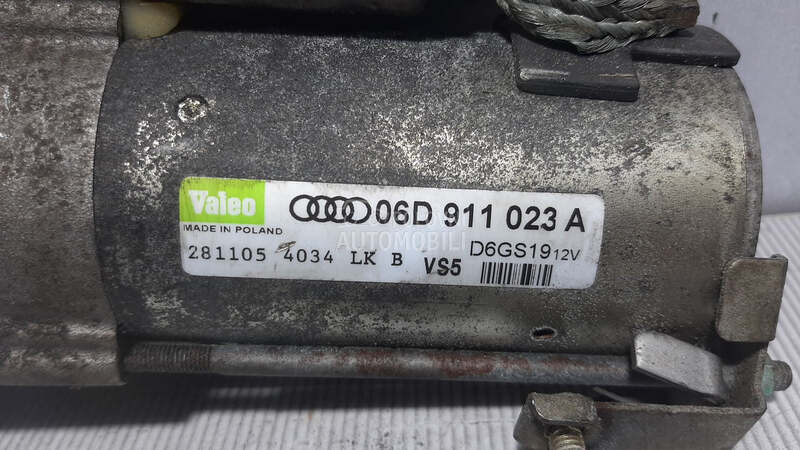 Valeo
06D 911 023 A
MADE IN POLAND
AUTOMOBILI
D6GS19 12V
281105 4034 LK B VS5